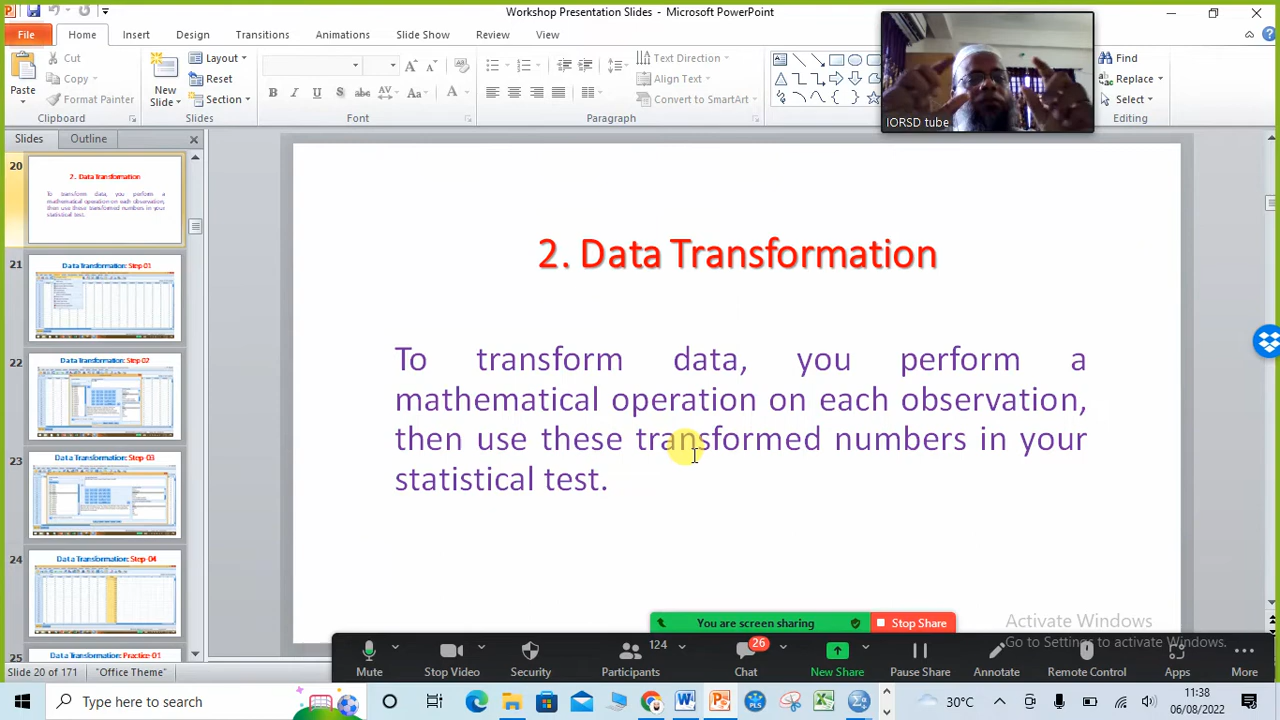 Workshop Presentation Slides - Microsoft PowerPoint
File Home Insert Design Transitions Animations Slide Show Review View
Paste
Cut
Copy
Format Painter
Clipboard
New Slide
Layout
Reset
Section
Slides
B I U S abc AV Aa A
Font
Text Direction
Align Text
Convert to SmartArt
Paragraph
Find
Replace
Select
Editing
IORSD tube
Slides Outline
20
2. Data Transformation
To transform data, you perform a
mathematical operation on each observation,
then use these transformed numbers in your
statistical test.
21
Data Transformation: Step 01
22
Data Transformation: Step 02
23
Data Transformation: Step 03
24
Data Transformation: Step 04
25
Data Transformation: Practice 01
2. Data Transformation
To transform data, you perform a
mathematical operation on each observation,
then use these transformed numbers in your
statistical test.
You are screen sharing Stop Share
Activate Windows
Go to Settings to activate Windows.
Mute
Stop Video
Security
124
Participants
26
Chat
New Share
Pause Share
Annotate
Remote Control
Apps
More
Slide 20 of 171 "Office Theme"
Type here to search
30°C
11:38
06/08/2022